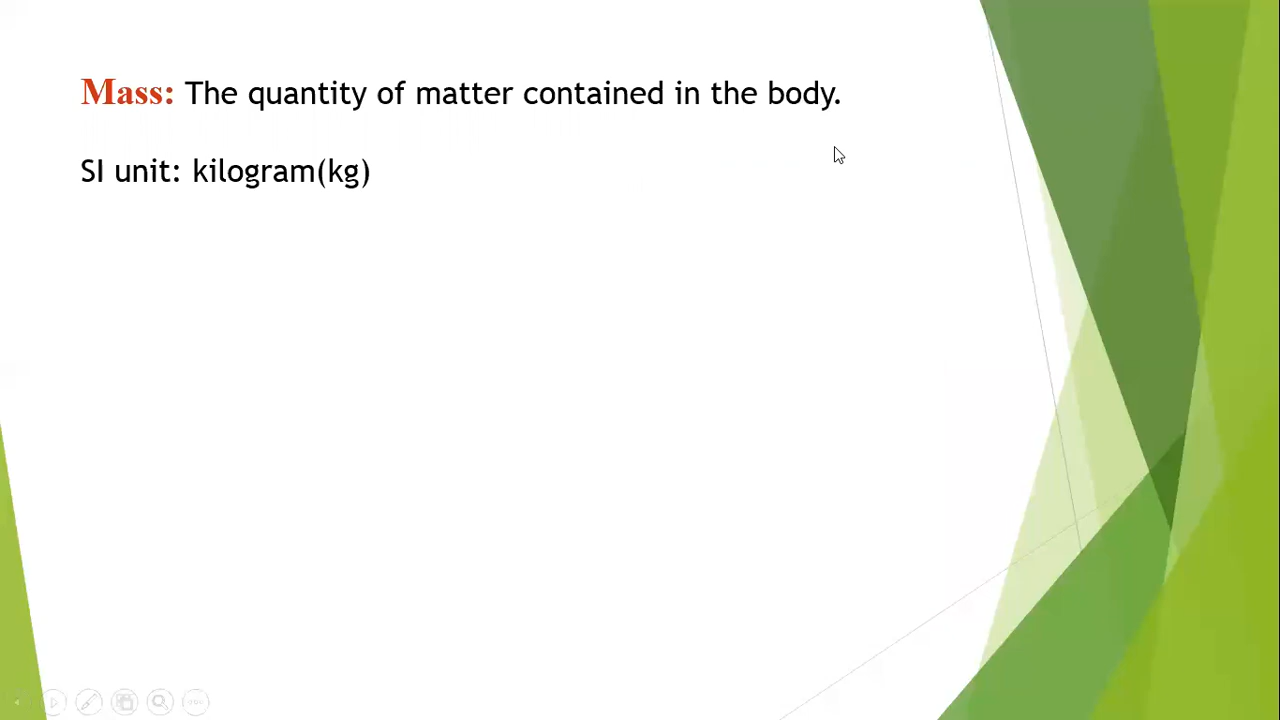 Mass: The quantity of matter contained in the body.
SI unit: kilogram(kg)